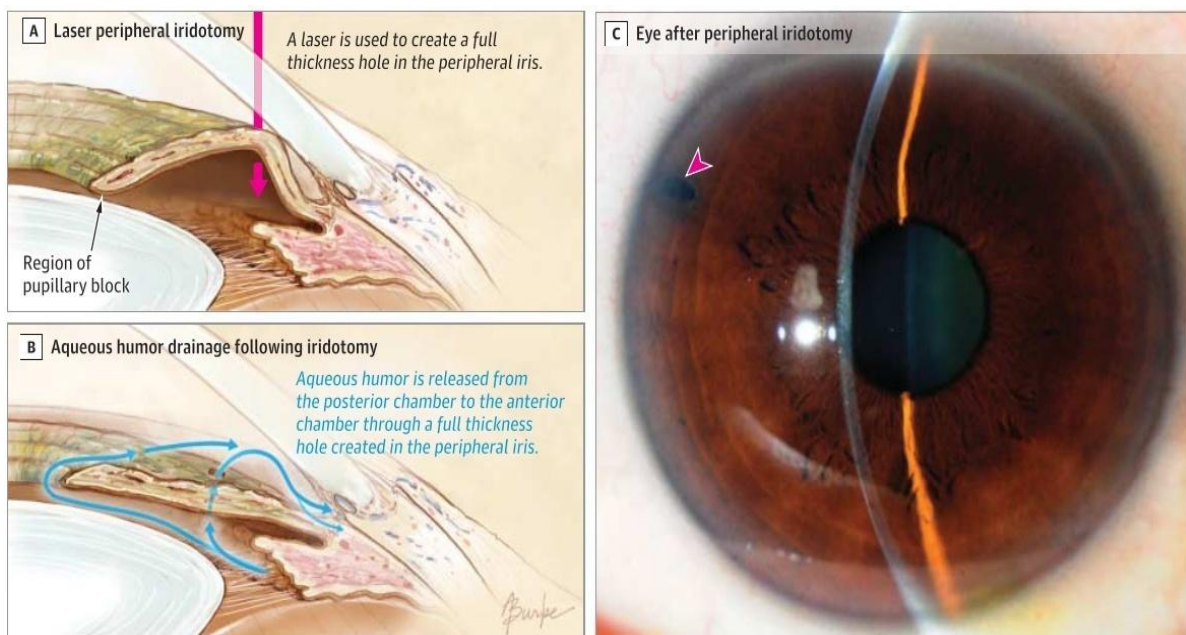 A Laser peripheral iridotomy
A laser is used to create a full
thickness hole in the peripheral iris.
Region of
pupillary block
B Aqueous humor drainage following iridotomy
Aqueous humor is released from
the posterior chamber to the anterior
chamber through a full thickness
hole created in the peripheral iris.
ABurke
C Eye after peripheral iridotomy